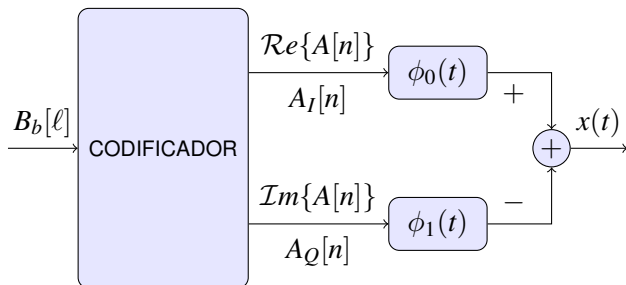 B_b[ℓ]
CODIFICADOR
ℛe{A[n]}
A_I[n]
ϕ_0(t)
+
ℐm{A[n]}
A_Q[n]
ϕ_1(t)
−
+
x(t)